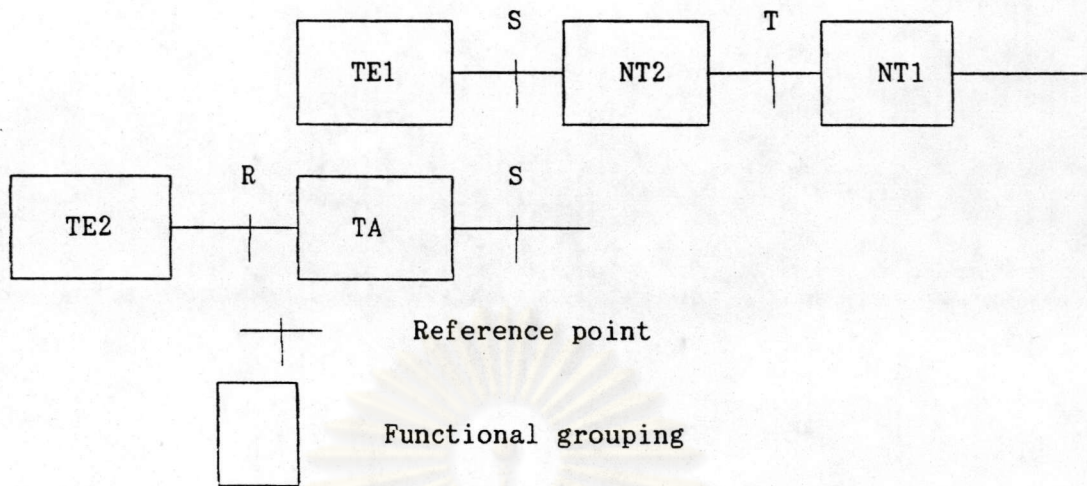 S T
TE1 NT2 NT1
R S
TE2 TA
Reference point
Functional grouping